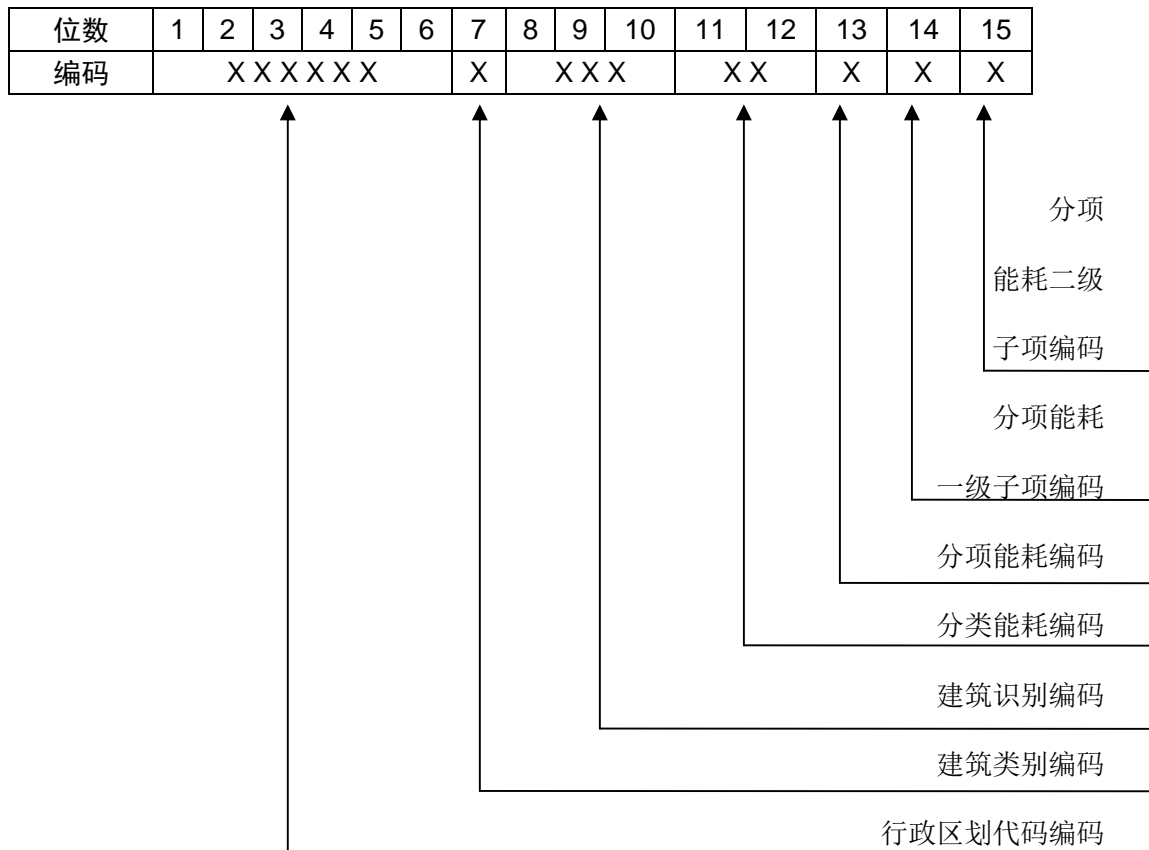 位数 1 2 3 4 5 6 7 8 9 10 11 12 13 14 15
编码 X X X X X X X X X X X X X X X
分项
能耗二级
子项编码
分项能耗
一级子项编码
分项能耗编码
分类能耗编码
建筑识别编码
建筑类别编码
行政区划代码编码